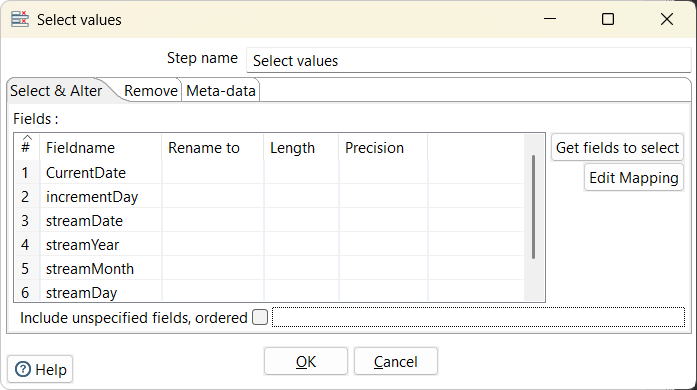 Select values
Step name Select values
Select & Alter Remove Meta-data
Fields :
# Fieldname Rename to Length Precision
1 CurrentDate
2 incrementDay
3 streamDate
4 streamYear
5 streamMonth
6 streamDay
Get fields to select
Edit Mapping
Include unspecified fields, ordered
Help
OK
Cancel